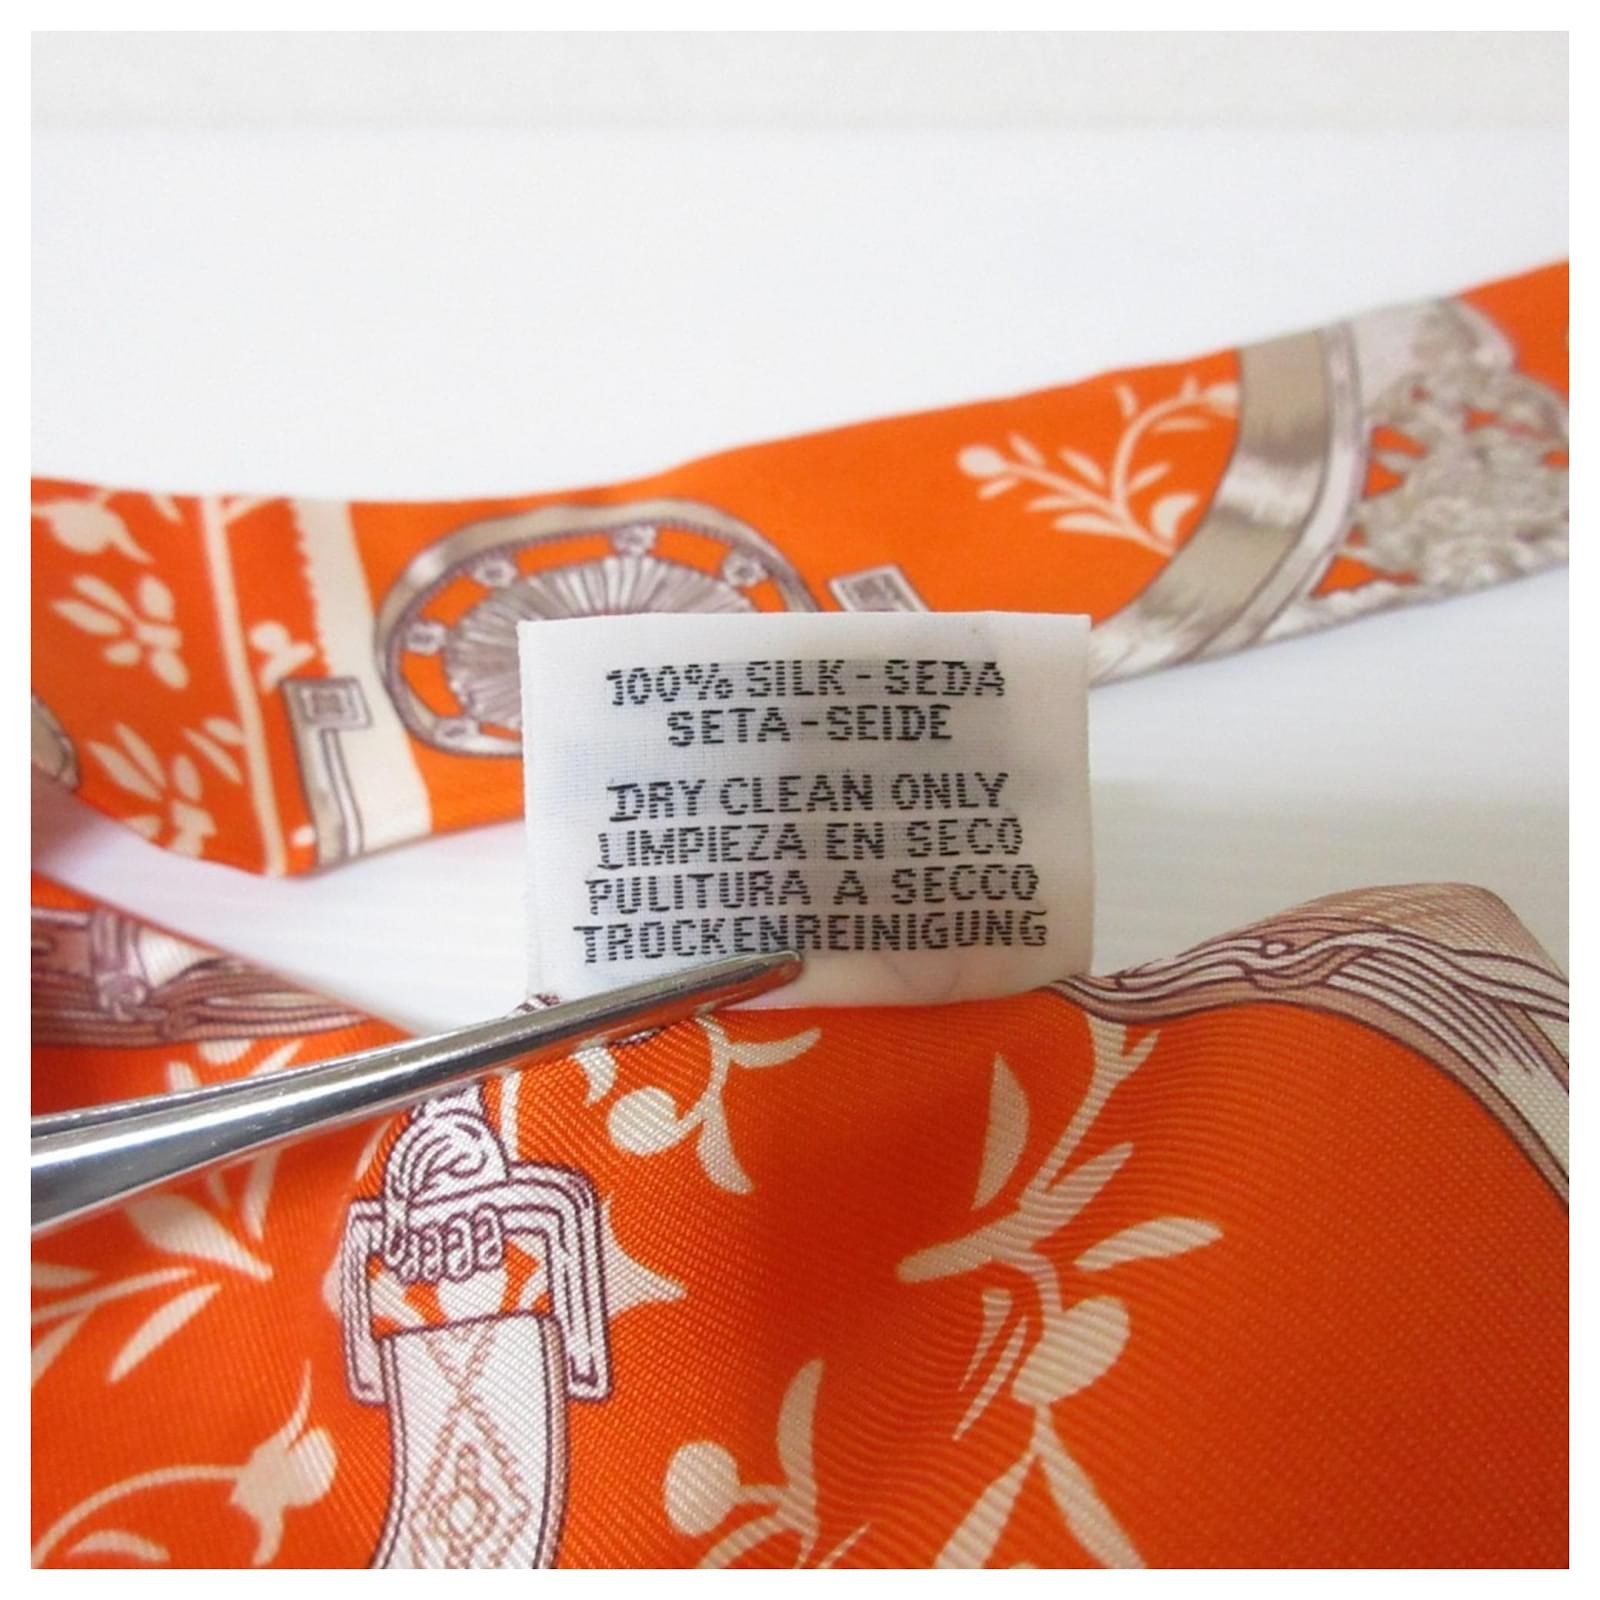 100% SILK - SEDA
SETA - SEIDE
DRY CLEAN ONLY
LIMPIEZA EN SECO
PULITURA A SECCO
TROCKENREINIGUNG